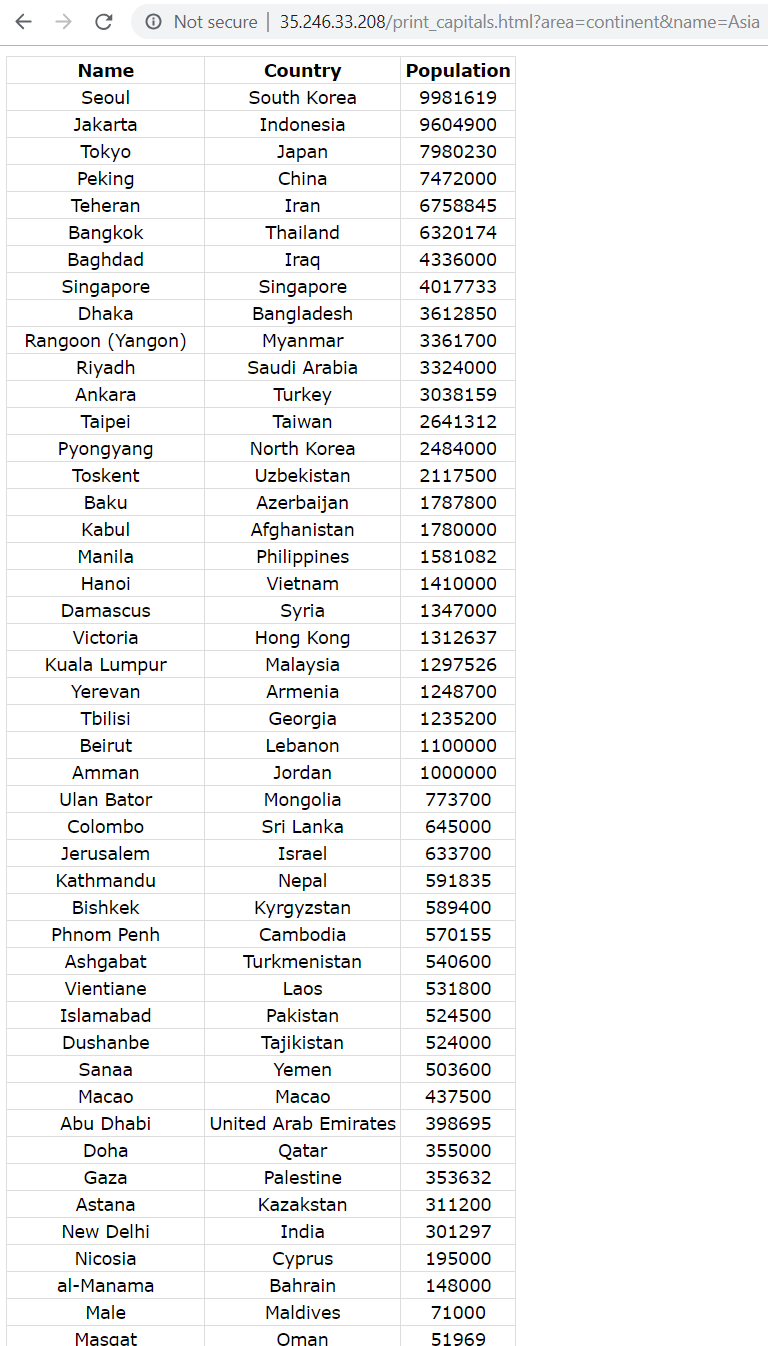 Not secure | 35.246.33.208/print_capitals.html?area=continent&name=Asia
Name Country Population
Seoul South Korea 9981619
Jakarta Indonesia 9604900
Tokyo Japan 7980230
Peking China 7472000
Teheran Iran 6758845
Bangkok Thailand 6320174
Baghdad Iraq 4336000
Singapore Singapore 4017733
Dhaka Bangladesh 3612850
Rangoon (Yangon) Myanmar 3361700
Riyadh Saudi Arabia 3324000
Ankara Turkey 3038159
Taipei Taiwan 2641312
Pyongyang North Korea 2484000
Toskent Uzbekistan 2117500
Baku Azerbaijan 1787800
Kabul Afghanistan 1780000
Manila Philippines 1581082
Hanoi Vietnam 1410000
Damascus Syria 1347000
Victoria Hong Kong 1312637
Kuala Lumpur Malaysia 1297526
Yerevan Armenia 1248700
Tbilisi Georgia 1235200
Beirut Lebanon 1100000
Amman Jordan 1000000
Ulan Bator Mongolia 773700
Colombo Sri Lanka 645000
Jerusalem Israel 633700
Kathmandu Nepal 591835
Bishkek Kyrgyzstan 589400
Phnom Penh Cambodia 570155
Ashgabat Turkmenistan 540600
Vientiane Laos 531800
Islamabad Pakistan 524500
Dushanbe Tajikistan 524000
Sanaa Yemen 503600
Macao Macao 437500
Abu Dhabi United Arab Emirates 398695
Doha Qatar 355000
Gaza Palestine 353632
Astana Kazakstan 311200
New Delhi India 301297
Nicosia Cyprus 195000
al-Manama Bahrain 148000
Male Maldives 71000
Masqat Oman 51969